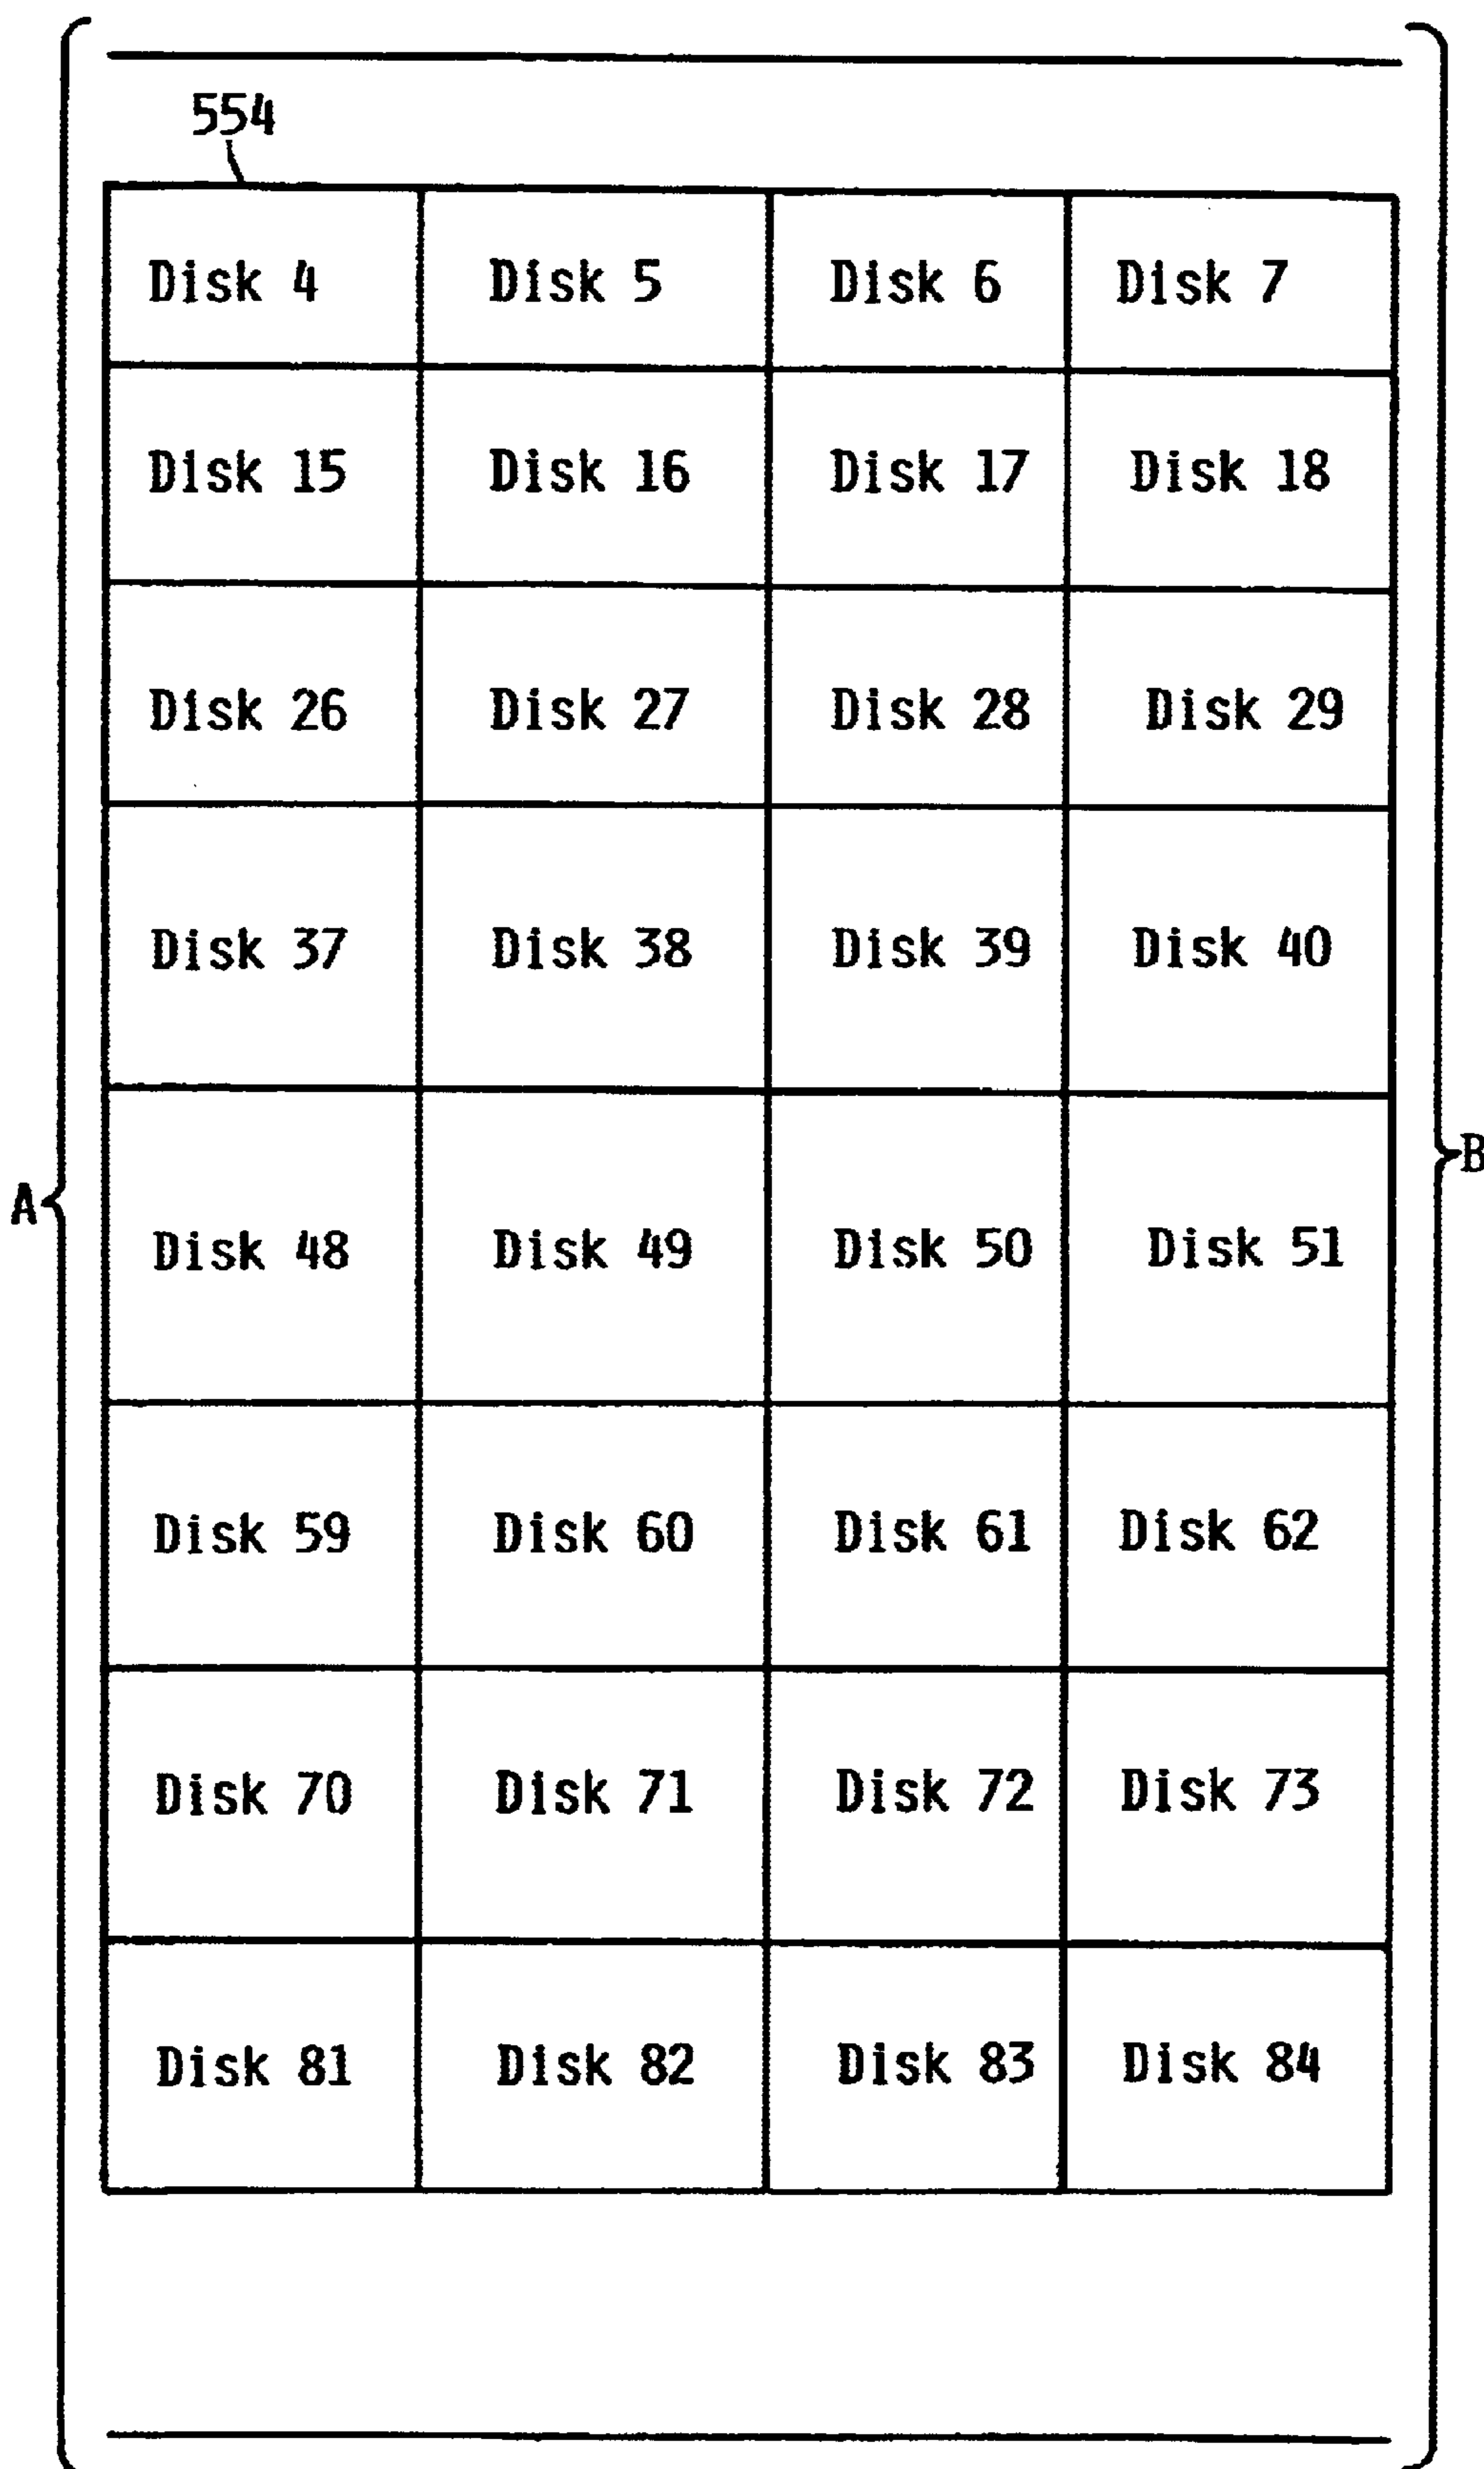 554
Disk 4 Disk 5 Disk 6 Disk 7
Disk 15 Disk 16 Disk 17 Disk 18
Disk 26 Disk 27 Disk 28 Disk 29
Disk 37 Disk 38 Disk 39 Disk 40
A B
Disk 48 Disk 49 Disk 50 Disk 51
Disk 59 Disk 60 Disk 61 Disk 62
Disk 70 Disk 71 Disk 72 Disk 73
Disk 81 Disk 82 Disk 83 Disk 84